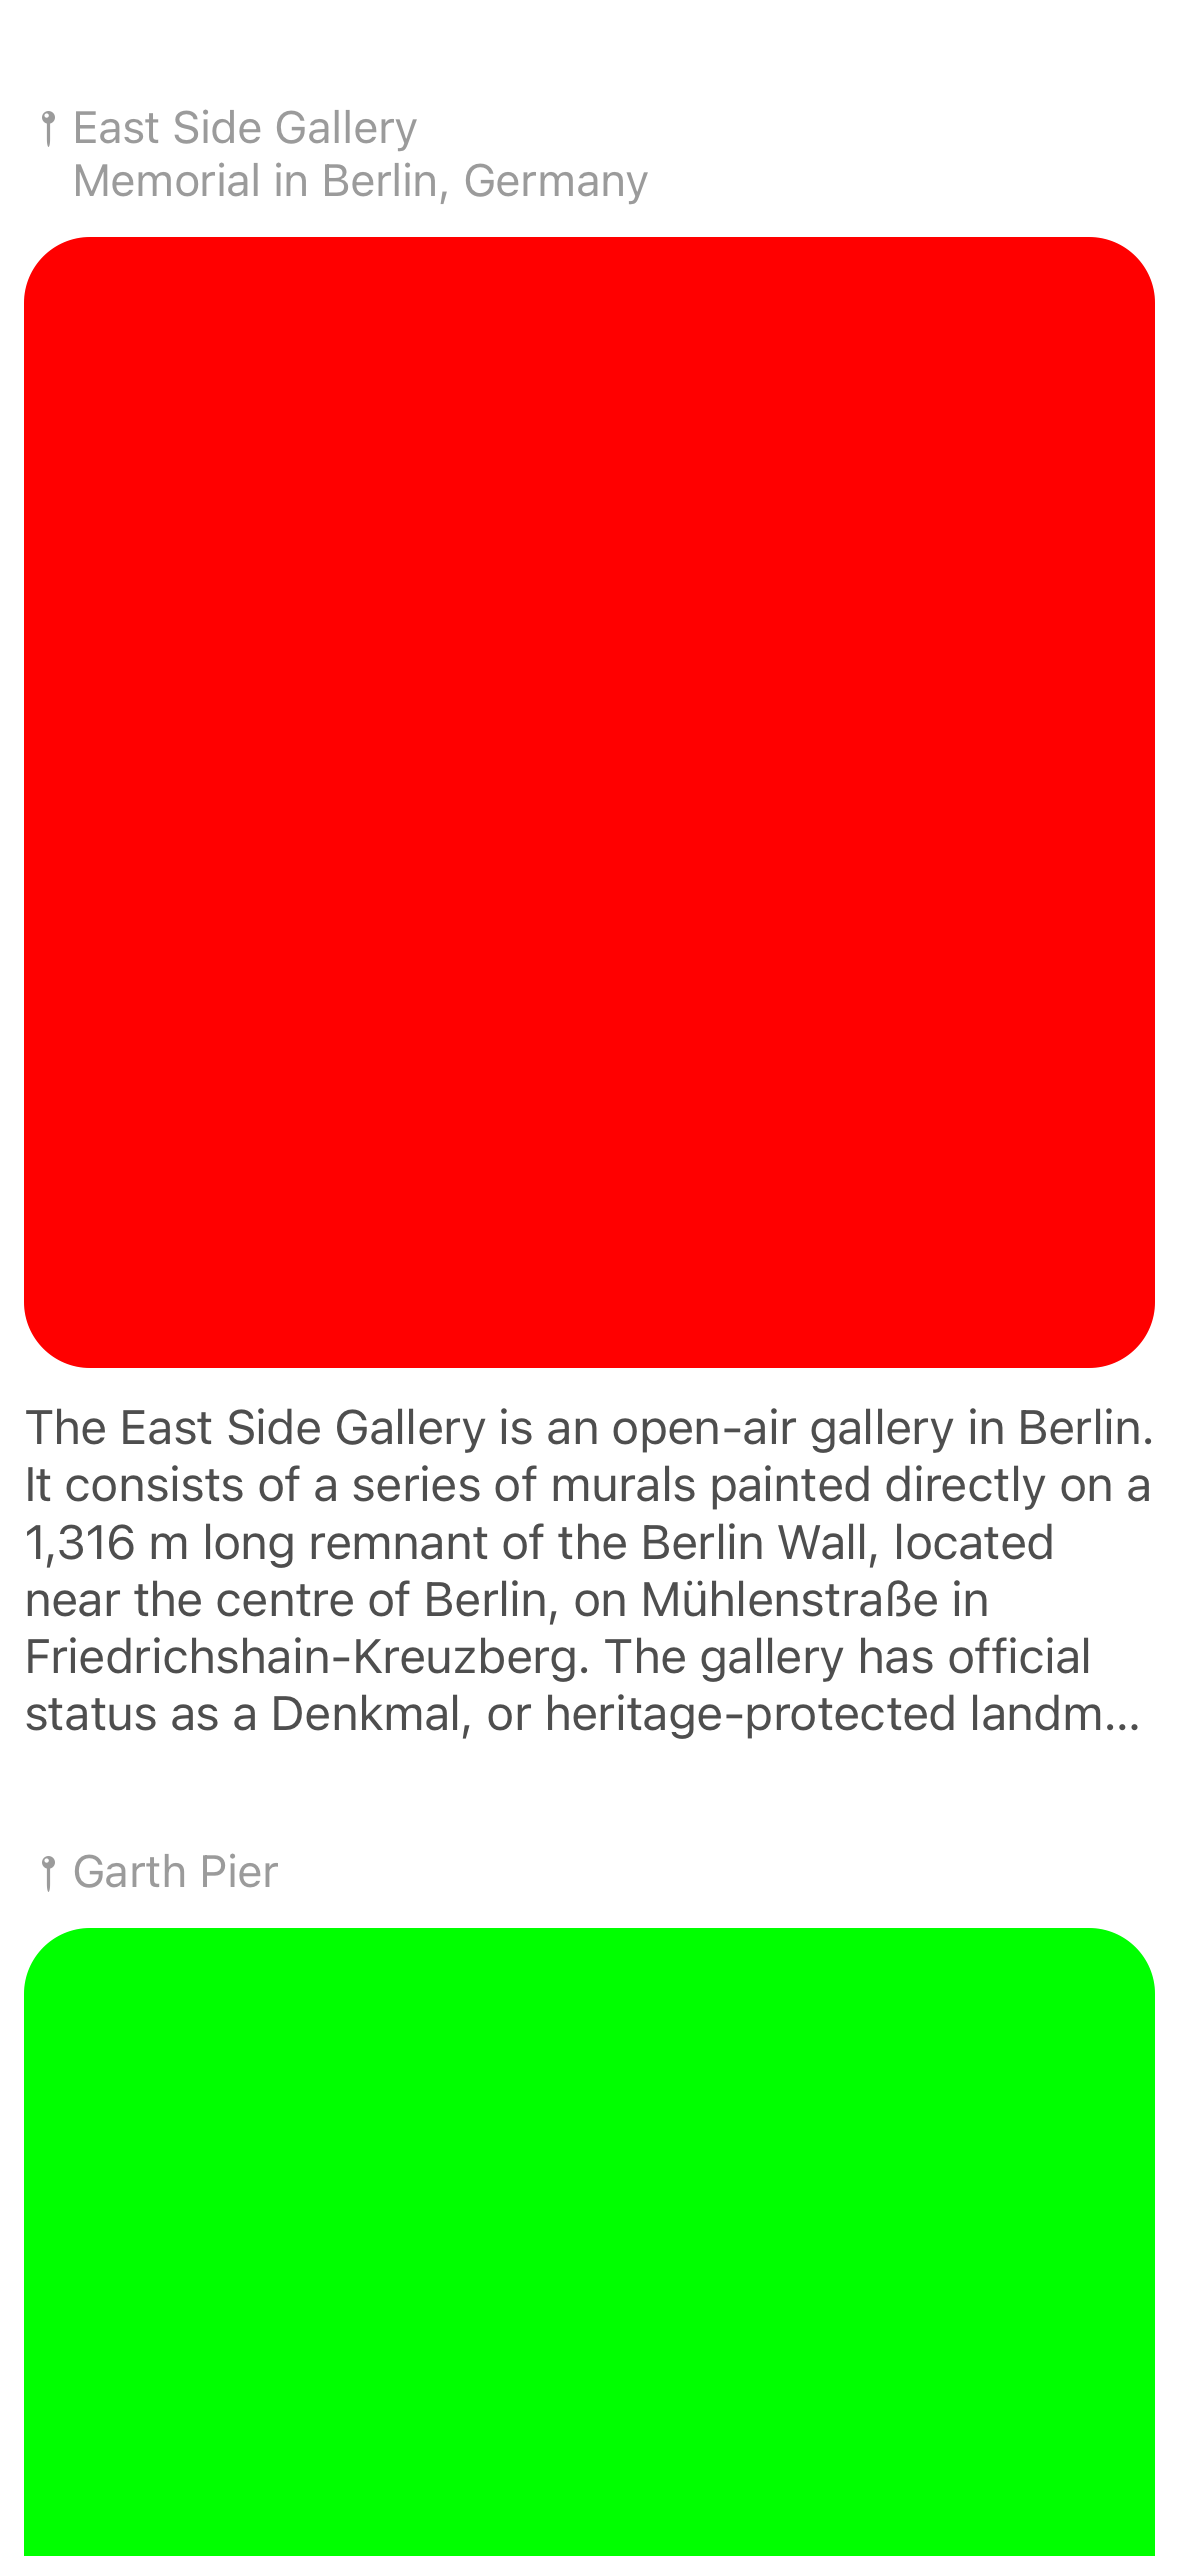 East Side Gallery
Memorial in Berlin, Germany
The East Side Gallery is an open-air gallery in Berlin.
It consists of a series of murals painted directly on a
1,316 m long remnant of the Berlin Wall, located
near the centre of Berlin, on Mühlenstraße in
Friedrichshain-Kreuzberg. The gallery has official
status as a Denkmal, or heritage-protected landm...
Garth Pier